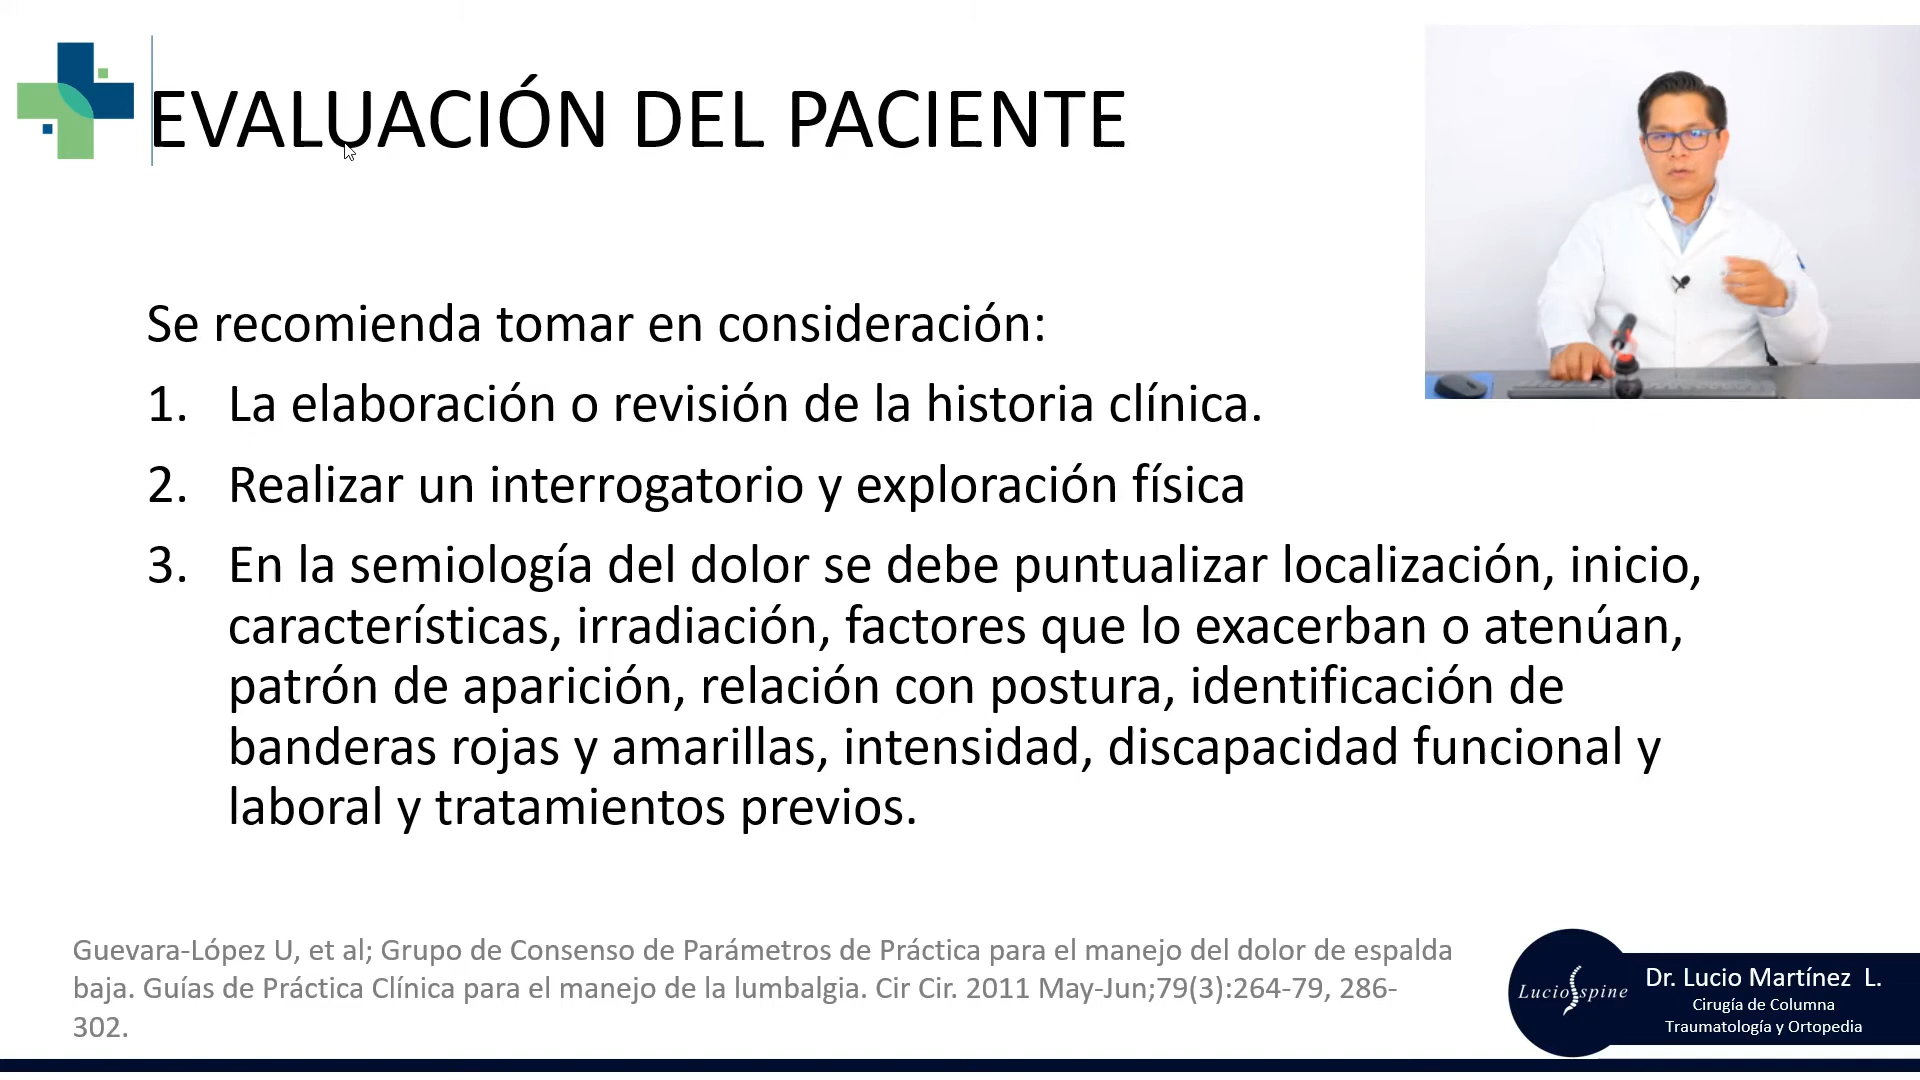 EVALUACIÓN DEL PACIENTE
Se recomienda tomar en consideración:
1. La elaboración o revisión de la historia clínica.
2. Realizar un interrogatorio y exploración física
3. En la semiología del dolor se debe puntualizar localización, inicio,
características, irradiación, factores que lo exacerban o atenúan,
patrón de aparición, relación con postura, identificación de
banderas rojas y amarillas, intensidad, discapacidad funcional y
laboral y tratamientos previos.
Guevara-López U, et al; Grupo de Consenso de Parámetros de Práctica para el manejo del dolor de espalda
baja. Guías de Práctica Clínica para el manejo de la lumbalgia. Cir Cir. 2011 May-Jun;79(3):264-79, 286-
302.
Lucio spine
Dr. Lucio Martínez L.
Cirugía de Columna
Traumatología y Ortopedia